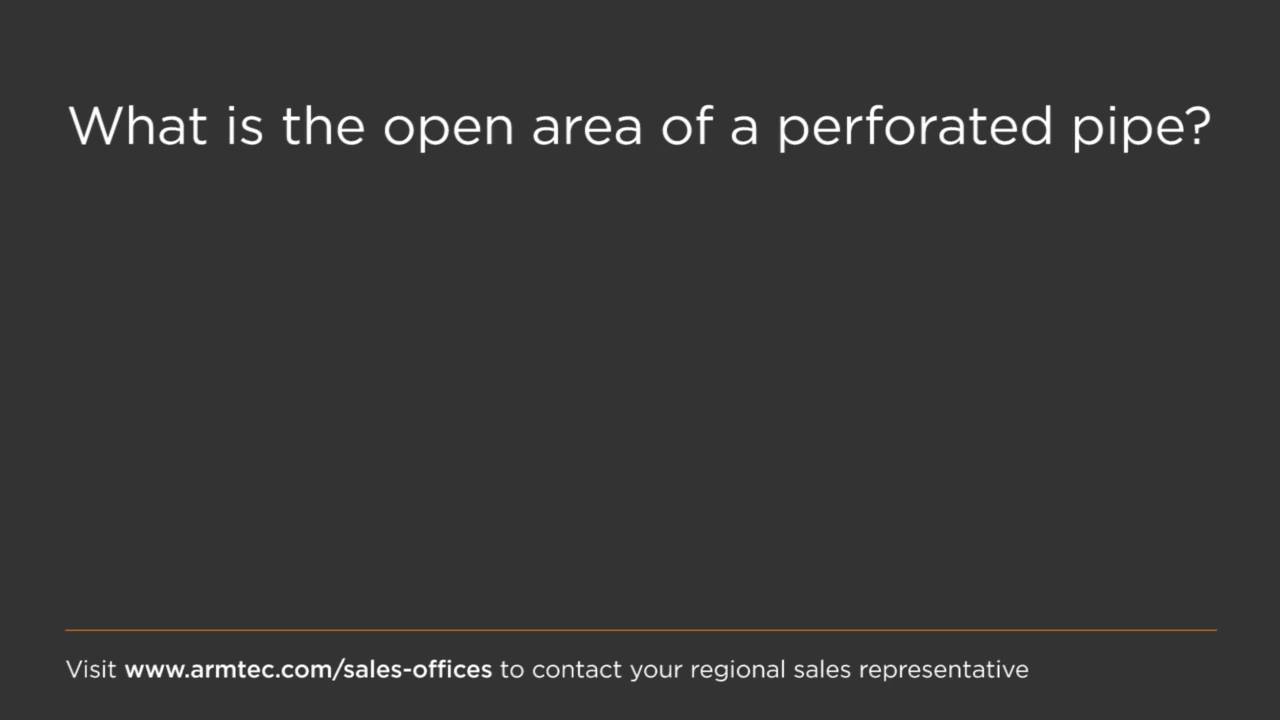 What is the open area of a perforated pipe?
Visit www.armtec.com/sales-offices to contact your regional sales representative